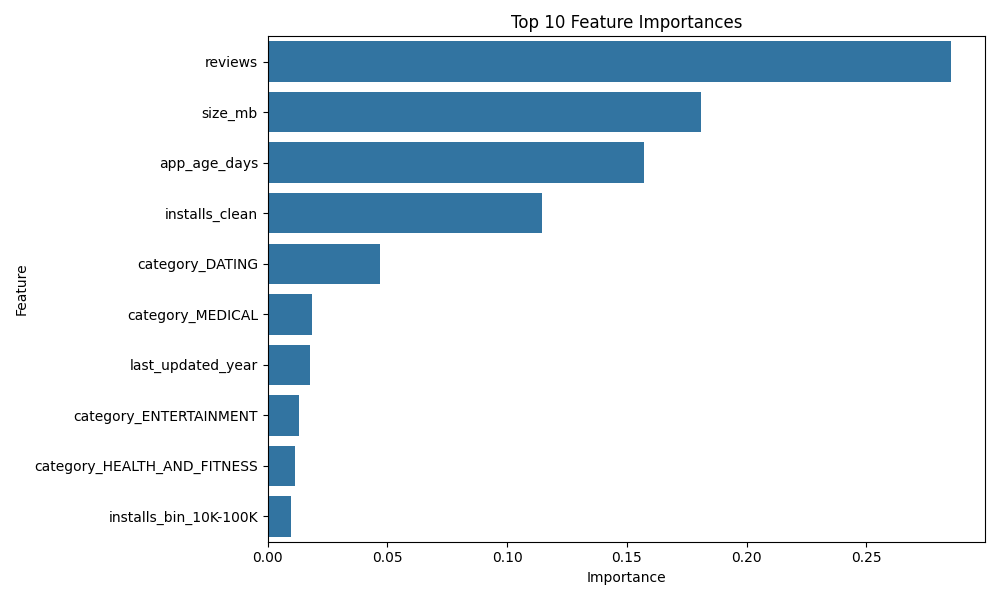 Top 10 Feature Importances
Feature
reviews
size_mb
app_age_days
installs_clean
category_DATING
category_MEDICAL
last_updated_year
category_ENTERTAINMENT
category_HEALTH_AND_FITNESS
installs_bin_10K-100K
0.00 0.05 0.10 0.15 0.20 0.25
Importance